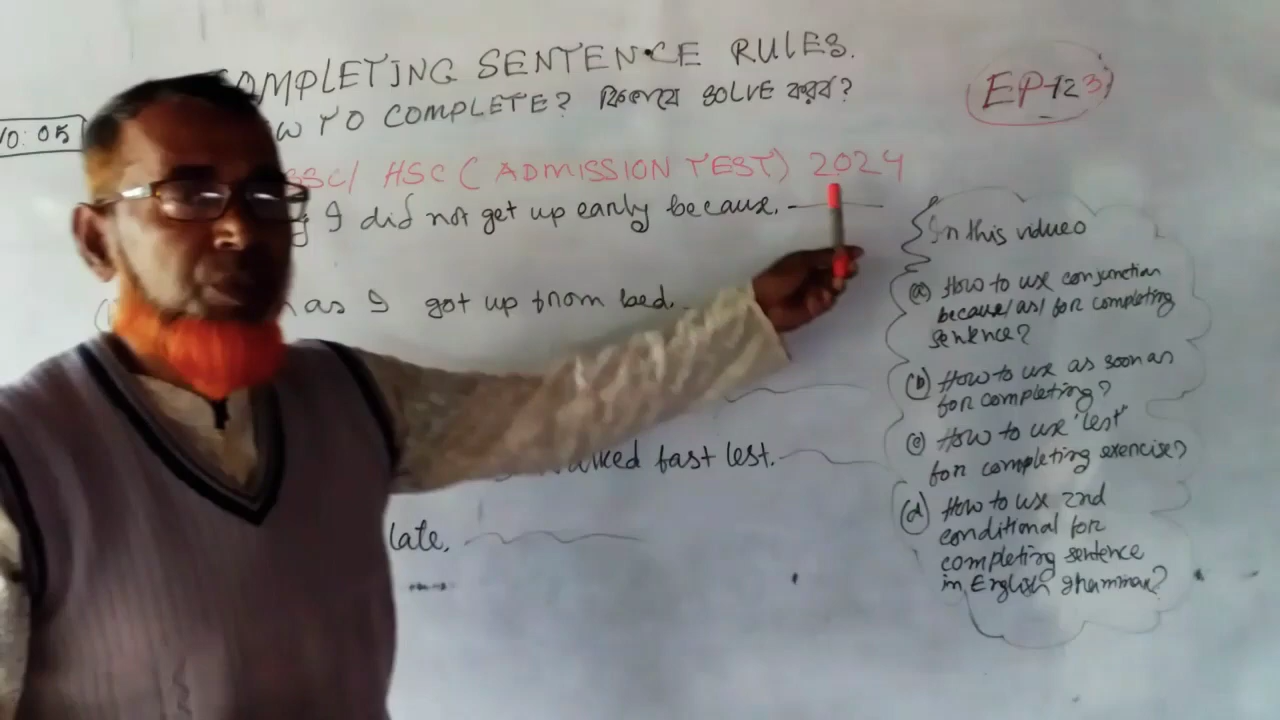 COMPLETING SENTENCE RULES.
W TO COMPLETE? কিভাবে SOLVE করব?
EP-123
NO: 05
SSC/ HSC (ADMISSION TEST) 2024
I did not get up early because.
as I got up from bed.
fast lest.
late.
In this vidueo
(a) How to use conjunction
because/as/for completing
sentence?
(b) How to use as soon as
for completing?
(c) How to use 'lest'
for completing exercise?
(d) How to use 2nd
conditional for
completing sentence
in English grammar?